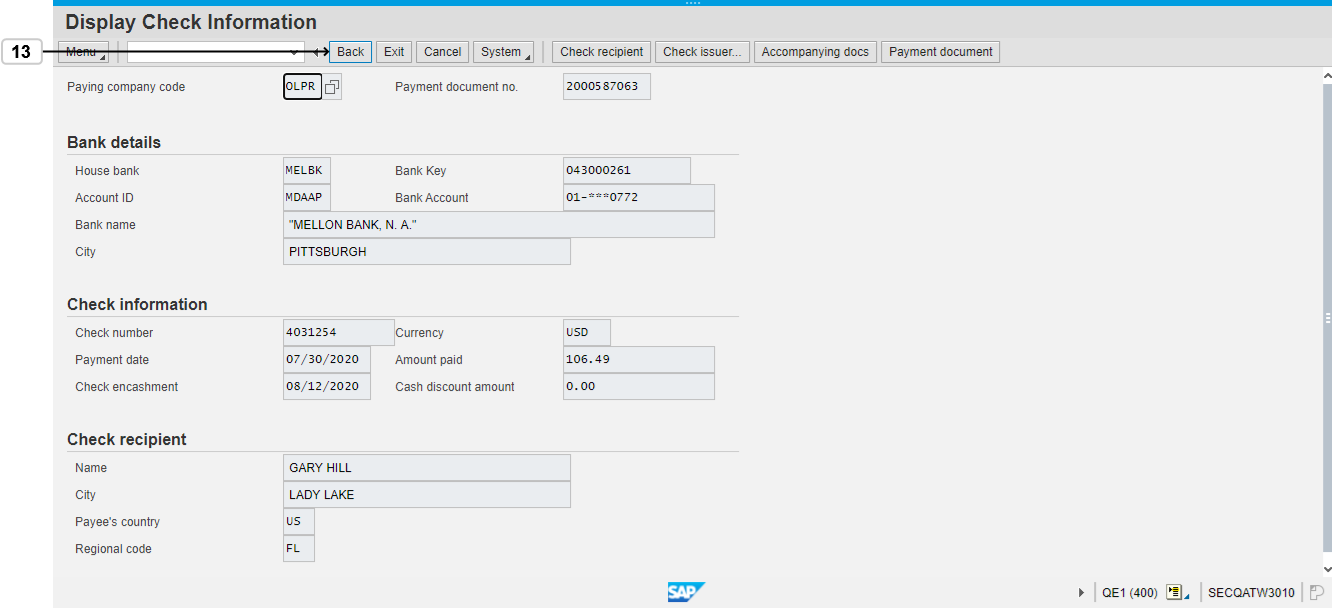 Display Check Information
13
Menu Back Exit Cancel System Check recipient Check issuer... Accompanying docs Payment document
Paying company code OLPR Payment document no. 2000587063
Bank details
House bank MELBK Bank Key 043000261
Account ID MDAAP Bank Account 01-***0772
Bank name "MELLON BANK, N. A."
City PITTSBURGH
Check information
Check number 4031254 Currency USD
Payment date 07/30/2020 Amount paid 106.49
Check encashment 08/12/2020 Cash discount amount 0.00
Check recipient
Name GARY HILL
City LADY LAKE
Payee's country US
Regional code FL
SAP QE1 (400) SECQATW3010